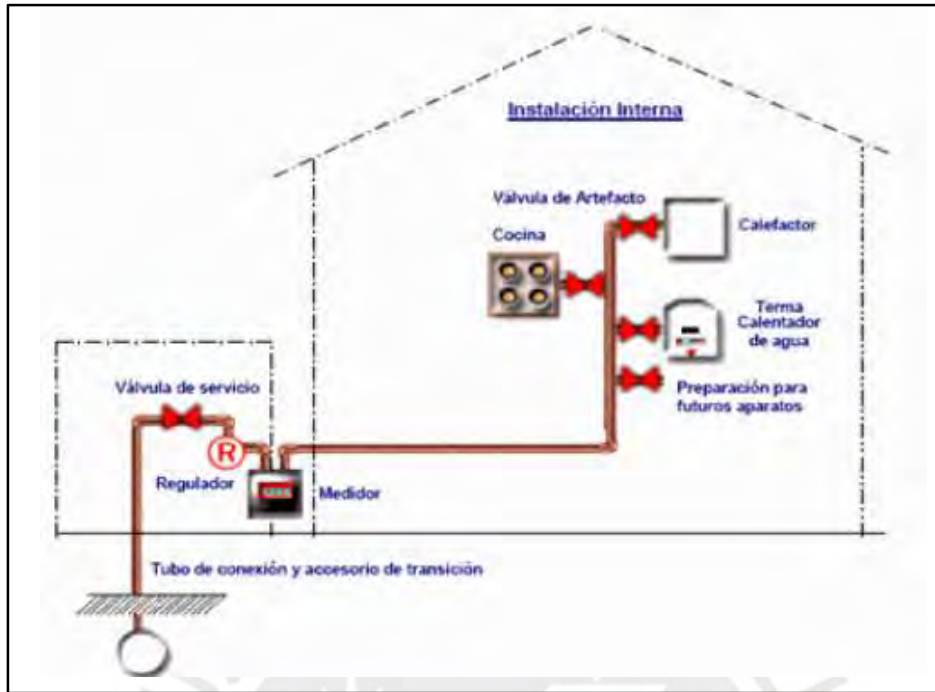 Instalación Interna
Válvula de Artefacto
Cocina
Calefactor
Terma
Calentador
de agua
Preparación para
futuros aparatos
Válvula de servicio
R
Regulador
Medidor
Tubo de conexión y accesorio de transición